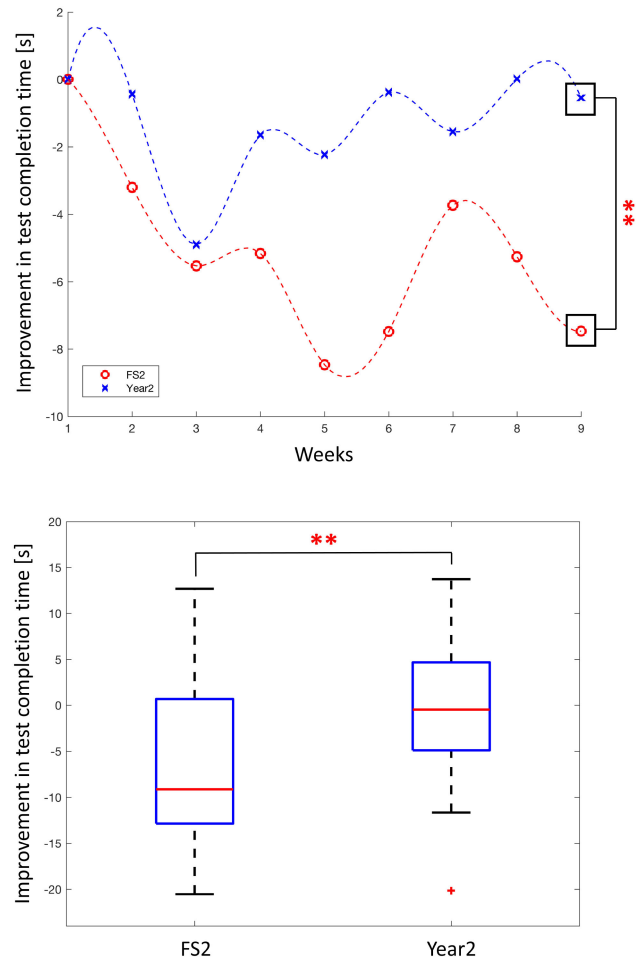 Improvement in test completion time [s]
2
0
-2
-4
-6
-8
-10
**
FS2
Year2
1 2 3 4 5 6 7 8 9
Weeks
Improvement in test completion time [s]
20
15
10
5
0
-5
-10
-15
-20
**
FS2 Year2